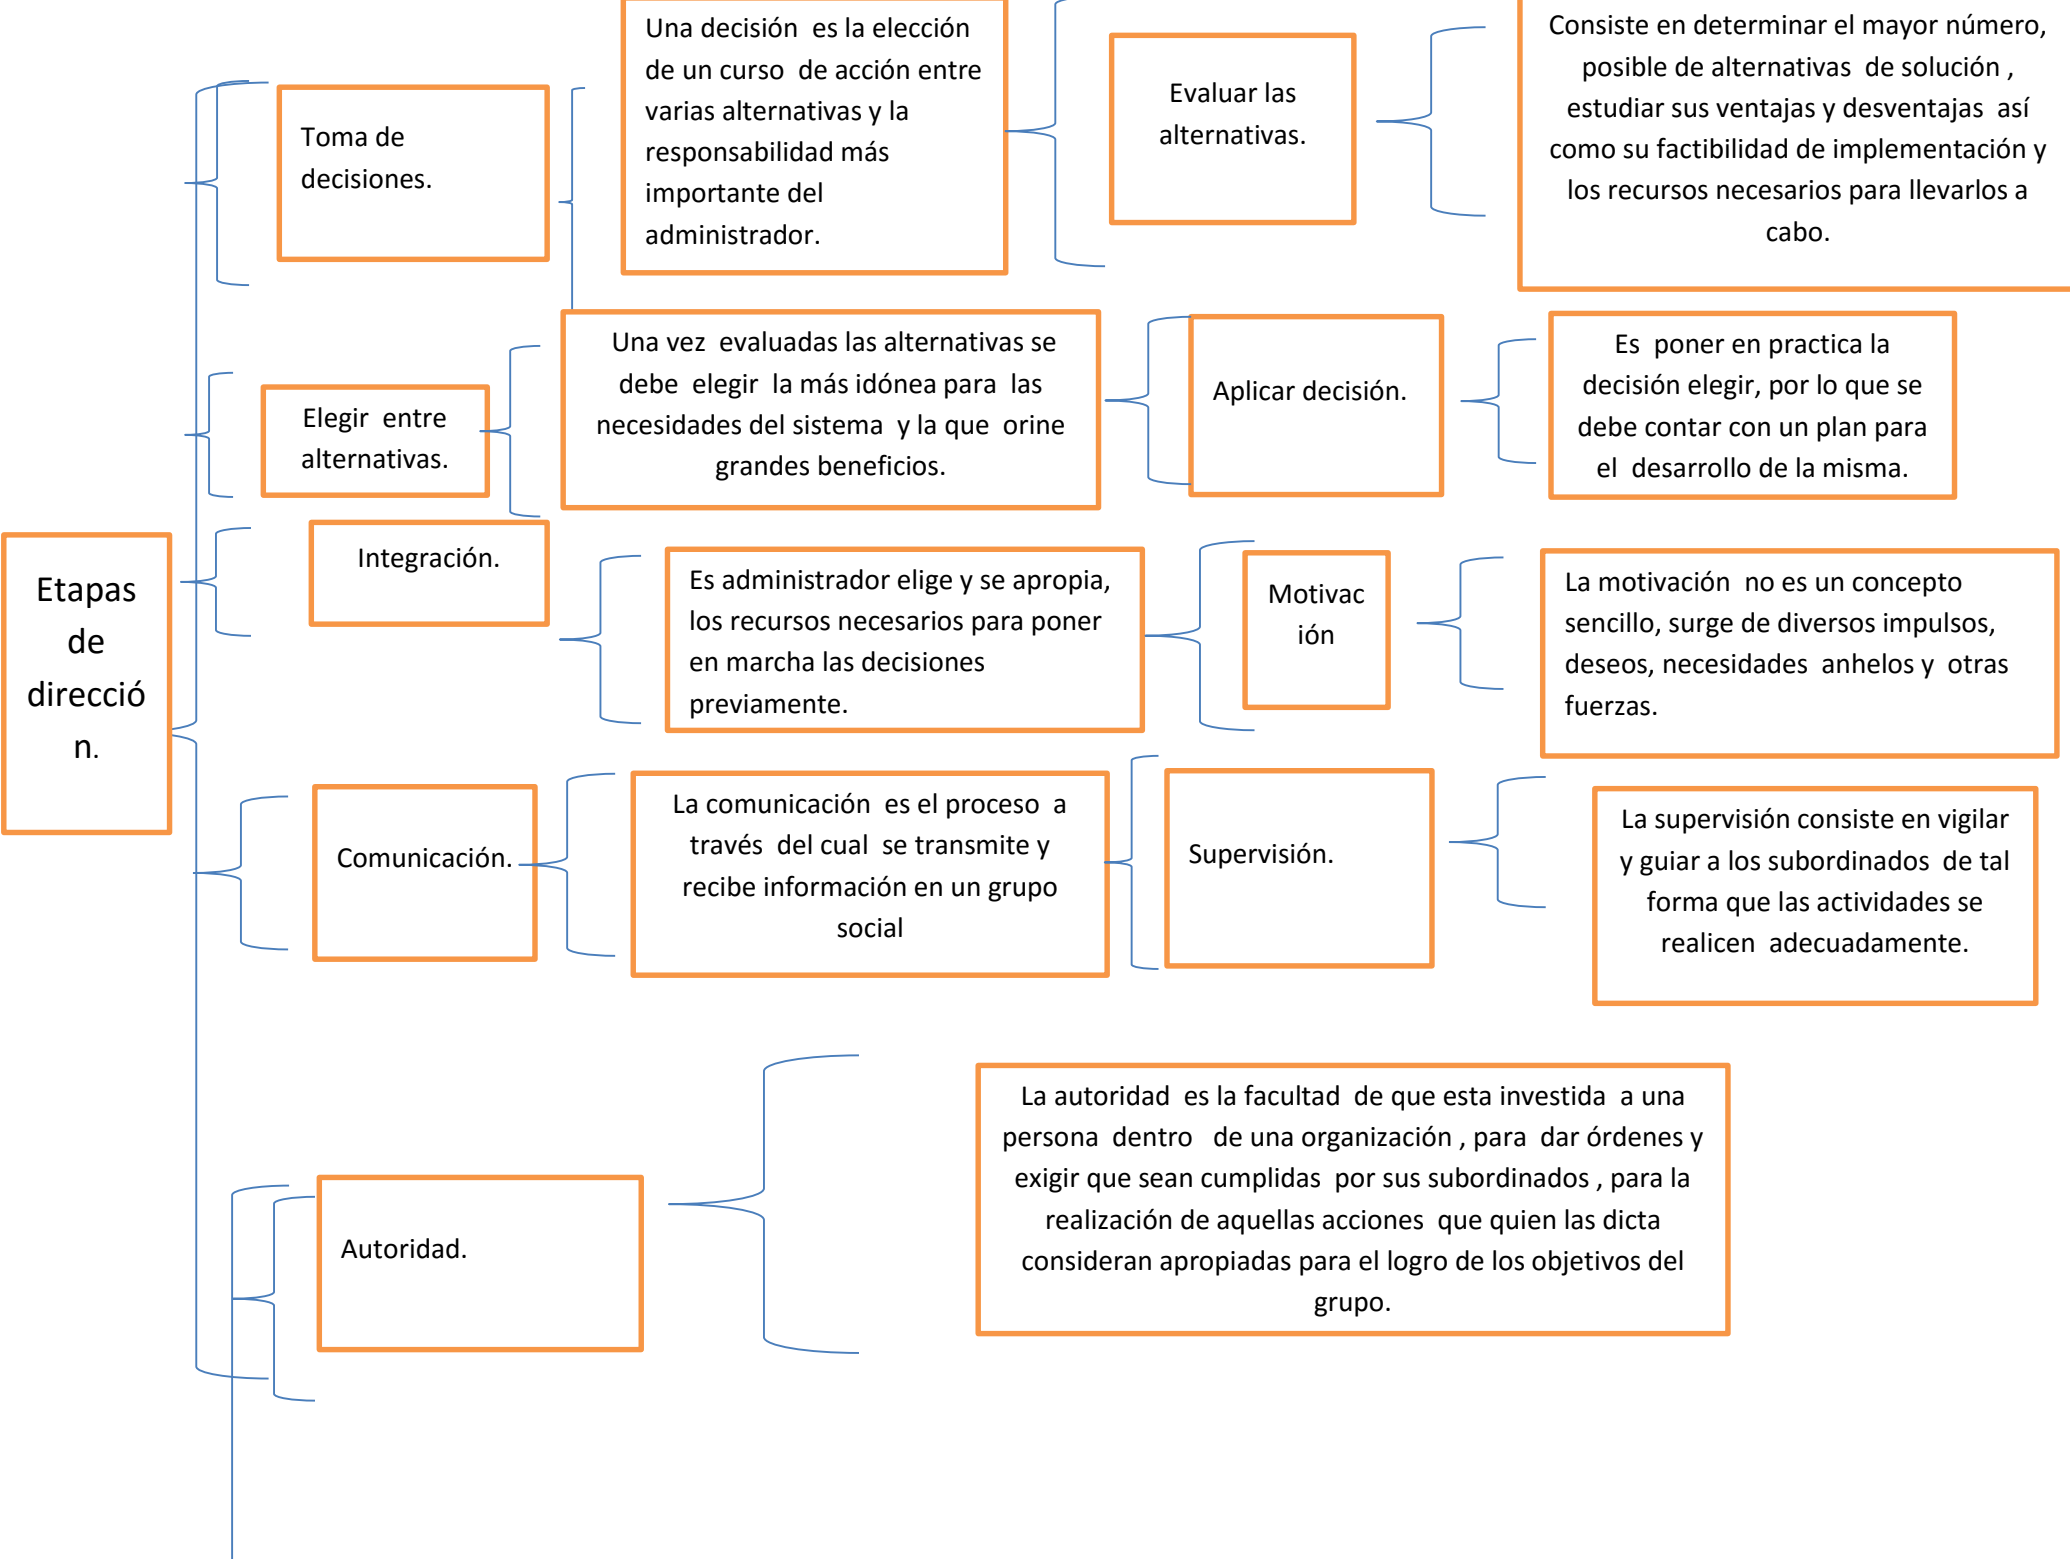 Una decisión es la elección
de un curso de acción entre
varias alternativas y la
responsabilidad más
importante del
administrador.
Toma de
decisiones.
Evaluar las
alternativas.
Consiste en determinar el mayor número,
posible de alternativas de solución ,
estudiar sus ventajas y desventajas así
como su factibilidad de implementación y
los recursos necesarios para llevarlos a
cabo.
Elegir entre
alternativas.
Una vez evaluadas las alternativas se
debe elegir la más idónea para las
necesidades del sistema y la que orine
grandes beneficios.
Aplicar decisión.
Es poner en practica la
decisión elegir, por lo que se
debe contar con un plan para
el desarrollo de la misma.
Etapas
de
direcció
n.
Integración.
Es administrador elige y se apropia,
los recursos necesarios para poner
en marcha las decisiones
previamente.
Motivac
ión
La motivación no es un concepto
sencillo, surge de diversos impulsos,
deseos, necesidades anhelos y otras
fuerzas.
Comunicación.
La comunicación es el proceso a
través del cual se transmite y
recibe información en un grupo
social
Supervisión.
La supervisión consiste en vigilar
y guiar a los subordinados de tal
forma que las actividades se
realicen adecuadamente.
Autoridad.
La autoridad es la facultad de que esta investida a una
persona dentro de una organización , para dar órdenes y
exigir que sean cumplidas por sus subordinados , para la
realización de aquellas acciones que quien las dicta
consideran apropiadas para el logro de los objetivos del
grupo.